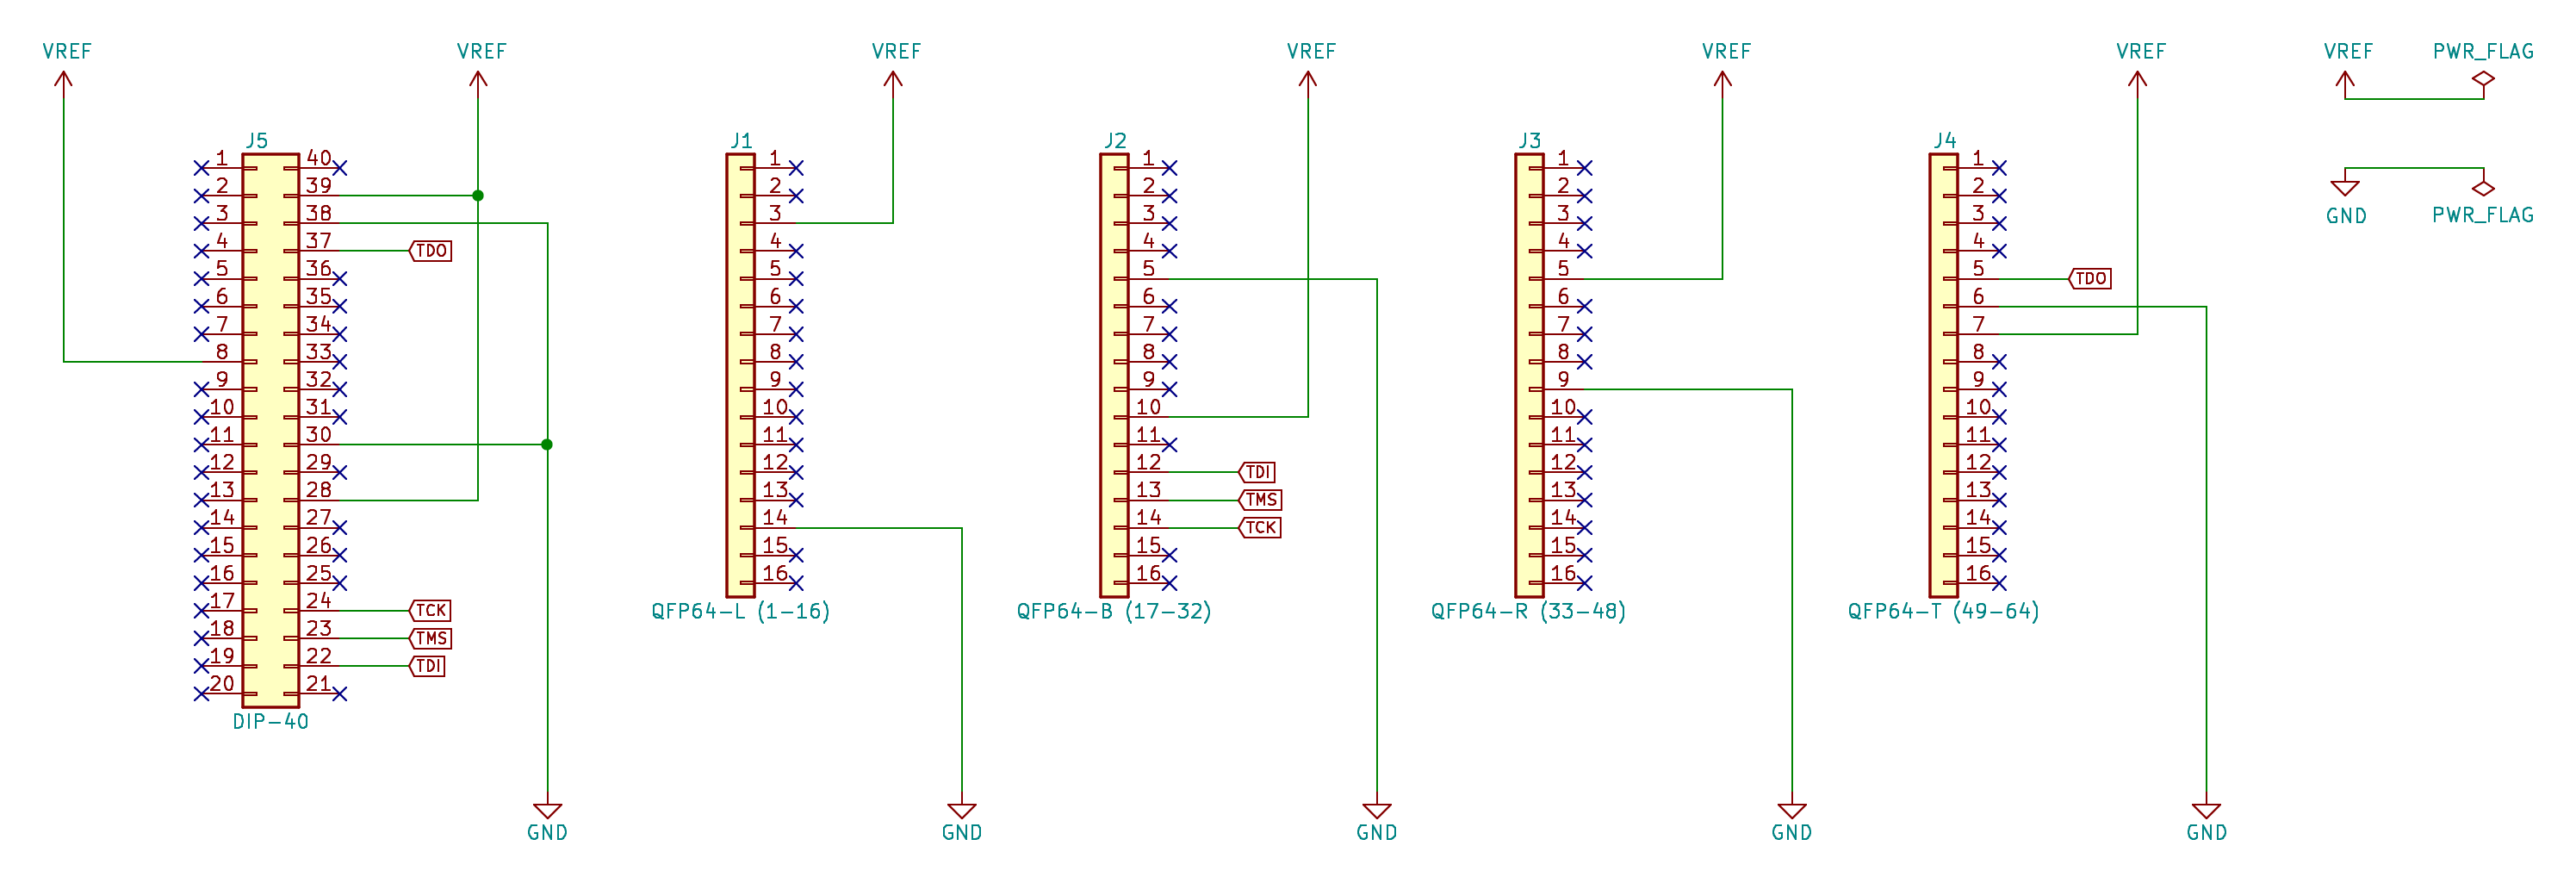 VREF VREF VREF VREF VREF VREF VREF PWR_FLAG
J5 J1 J2 J3 J4
1 40 1 1 1 1
2 39 2 2 2 2
3 38 3 3 3 3 GND PWR_FLAG
4 37 TDO 4 4 4 4
5 36 5 5 5 5 TDO
6 35 6 6 6 6
7 34 7 7 7 7
8 33 8 8 8 8
9 32 9 9 9 9
10 31 10 10 10 10
11 30 11 11 11 11
12 29 12 12 TDI 12 12
13 28 13 13 TMS 13 13
14 27 14 14 TCK 14 14
15 26 15 15 15 15
16 25 16 16 16 16
17 24 TCK QFP64-L (1-16) QFP64-B (17-32) QFP64-R (33-48) QFP64-T (49-64)
18 23 TMS
19 22 TDI
20 21
DIP-40
GND GND GND GND GND